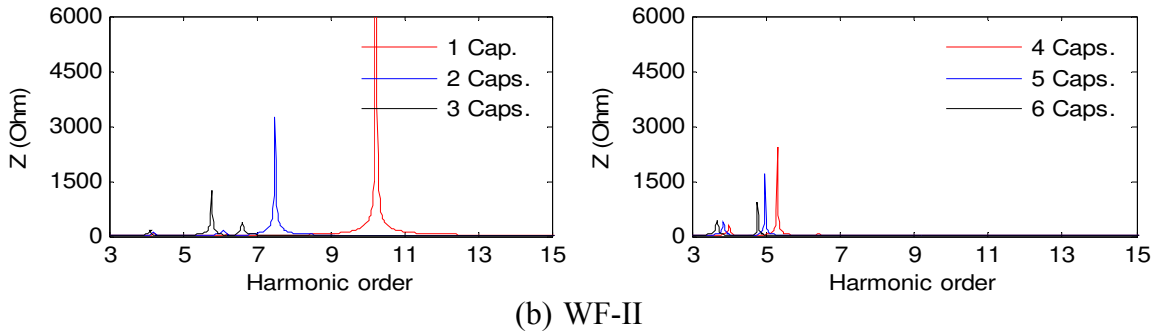 6000
4500
3000
1500
0
Z (Ohm)
1 Cap.
2 Caps.
3 Caps.
3 5 7 9 11 13 15
Harmonic order
6000
4500
3000
1500
0
Z (Ohm)
4 Caps.
5 Caps.
6 Caps.
3 5 7 9 11 13 15
Harmonic order
(b) WF-II